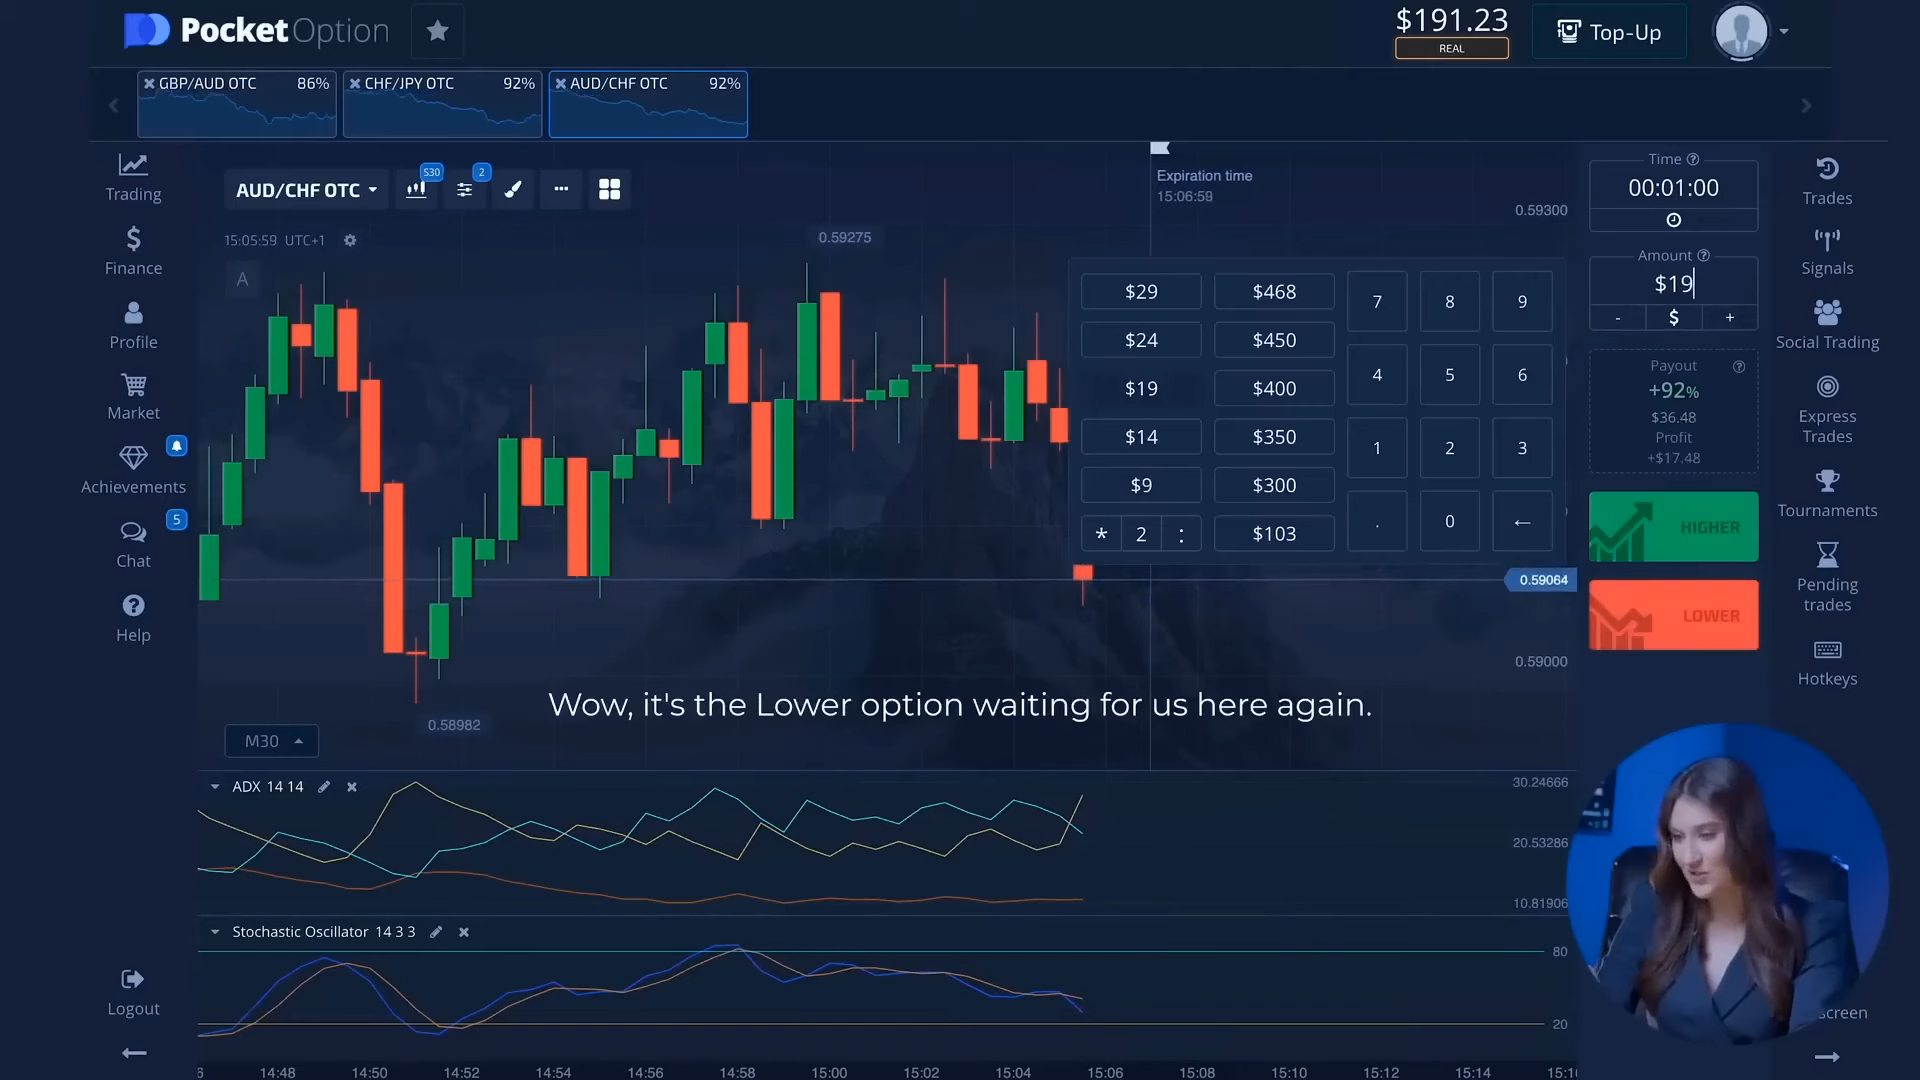 PocketOption
$191.23
REAL
Top-Up
GBP/AUD OTC 86%
CHF/JPY OTC 92%
AUD/CHF OTC 92%
Trading
Finance
Profile
Market
Achievements
5
Chat
Help
Logout
AUD/CHF OTC
S30
2
15:05:59 UTC+1
A
0.59275
0.58982
Expiration time
15:06:59
0.59300
0.59064
0.59000
$29 $468 7 8 9
$24 $450
$19 $400 4 5 6
$14 $350
1 2 3
$9 $300
* 2 : $103 . 0 ←
Time
00:01:00
Amount
$19
- $ +
Payout
+92%
$36.48
Profit
+$17.48
HIGHER
LOWER
Trades
Signals
Social Trading
Express
Trades
Tournaments
Pending
trades
Hotkeys
Wow, it's the Lower option waiting for us here again.
M30
ADX 14 14
30.24666
20.53286
10.81906
Stochastic Oscillator 14 3 3
80
20
screen
14:48 14:50 14:52 14:54 14:56 14:58 15:00 15:02 15:04 15:06 15:08 15:10 15:12 15:14